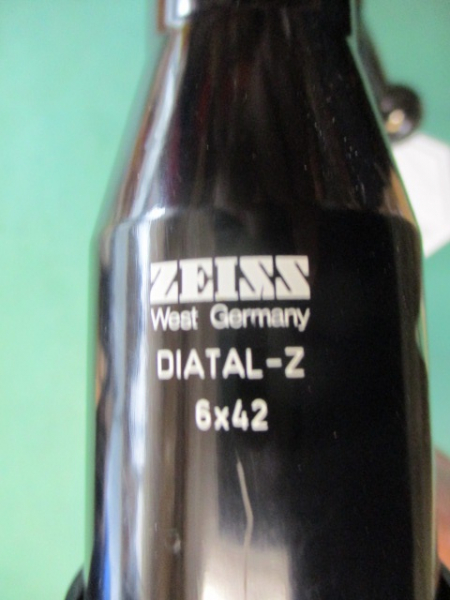 ZEISS
West Germany
DIATAL-Z
6x42